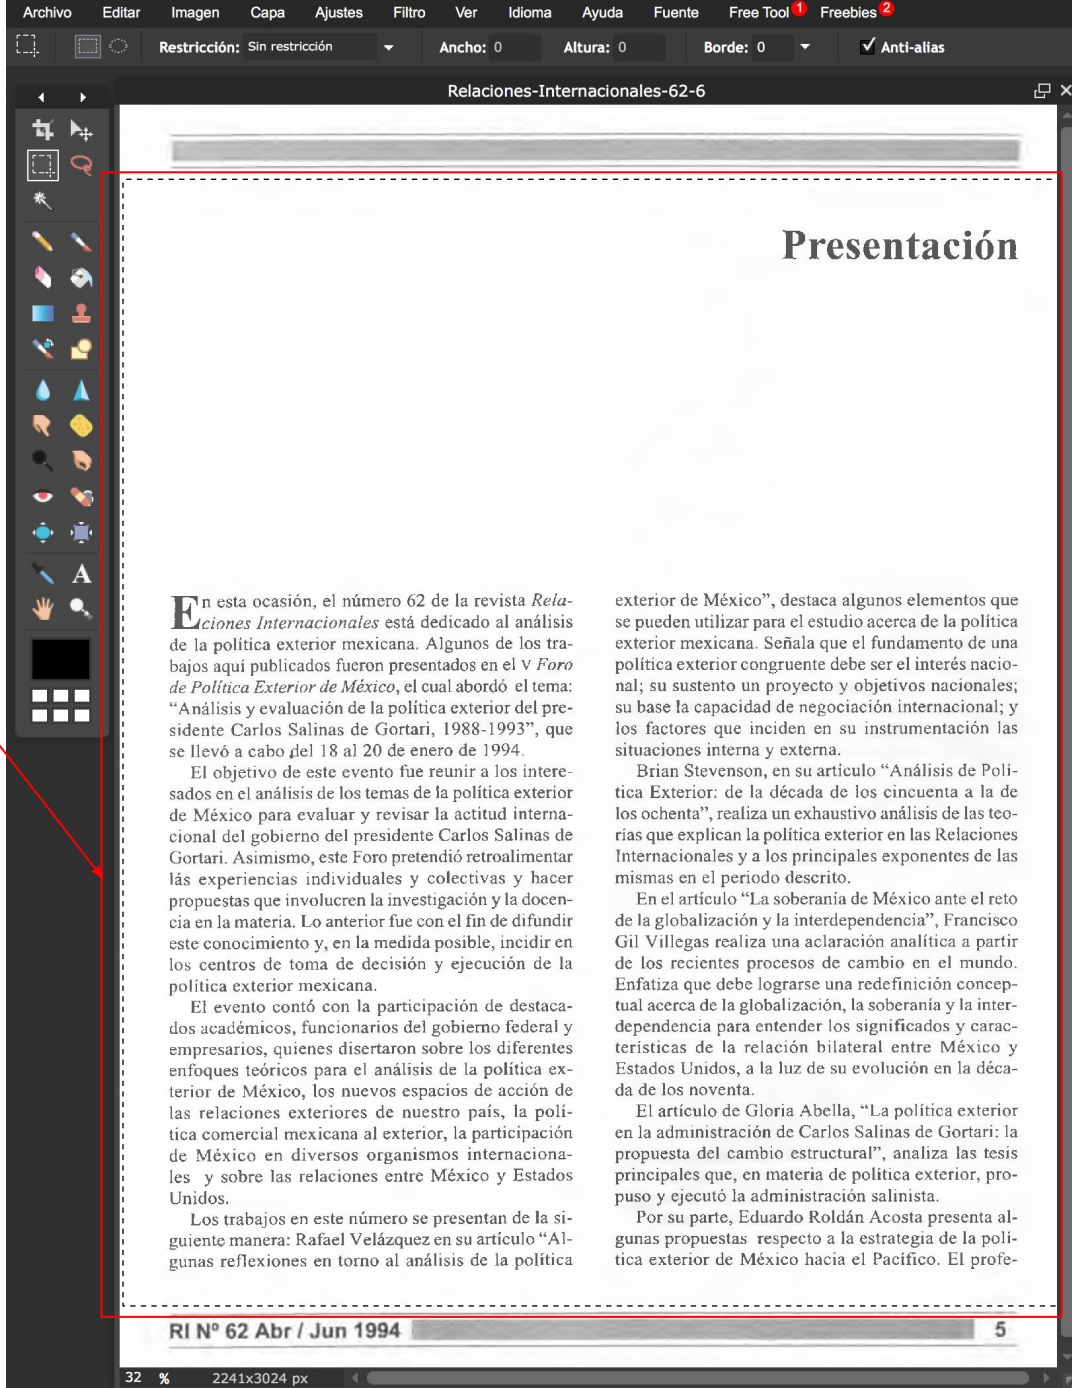 Archivo Editar Imagen Capa Ajustes Filtro Ver Idioma Ayuda Fuente Free Tool 1 Freebies 2
Restricción: Sin restricción Ancho: 0 Altura: 0 Borde: 0 Anti-alias
Relaciones-Internacionales-62-6
A
Presentación
En esta ocasión, el número 62 de la revista Rela-
ciones Internacionales está dedicado al análisis
de la política exterior mexicana. Algunos de los tra-
bajos aquí publicados fueron presentados en el V Foro
de Política Exterior de México, el cual abordó el tema:
“Análisis y evaluación de la política exterior del pre-
sidente Carlos Salinas de Gortari, 1988-1993”, que
se llevó a cabo del 18 al 20 de enero de 1994.
El objetivo de este evento fue reunir a los intere-
sados en el análisis de los temas de la política exterior
de México para evaluar y revisar la actitud interna-
cional del gobierno del presidente Carlos Salinas de
Gortari. Asimismo, este Foro pretendió retroalimentar
lás experiencias individuales y colectivas y hacer
propuestas que involucren la investigación y la docen-
cia en la materia. Lo anterior fue con el fin de difundir
este conocimiento y, en la medida posible, incidir en
los centros de toma de decisión y ejecución de la
política exterior mexicana.
El evento contó con la participación de destaca-
dos académicos, funcionarios del gobierno federal y
empresarios, quienes disertaron sobre los diferentes
enfoques teóricos para el análisis de la política ex-
terior de México, los nuevos espacios de acción de
las relaciones exteriores de nuestro país, la polí-
tica comercial mexicana al exterior, la participación
de México en diversos organismos internaciona-
les y sobre las relaciones entre México y Estados
Unidos.
Los trabajos en este número se presentan de la si-
guiente manera: Rafael Velázquez en su artículo “Al-
gunas reflexiones en torno al análisis de la política
exterior de México”, destaca algunos elementos que
se pueden utilizar para el estudio acerca de la política
exterior mexicana. Señala que el fundamento de una
política exterior congruente debe ser el interés nacio-
nal; su sustento un proyecto y objetivos nacionales;
su base la capacidad de negociación internacional; y
los factores que inciden en su instrumentación las
situaciones interna y externa.
Brian Stevenson, en su artículo “Análisis de Polí-
tica Exterior: de la década de los cincuenta a la de
los ochenta”, realiza un exhaustivo análisis de las teo-
rías que explican la política exterior en las Relaciones
Internacionales y a los principales exponentes de las
mismas en el periodo descrito.
En el artículo “La soberanía de México ante el reto
de la globalización y la interdependencia”, Francisco
Gil Villegas realiza una aclaración analítica a partir
de los recientes procesos de cambio en el mundo.
Enfatiza que debe lograrse una redefinición concep-
tual acerca de la globalización, la soberanía y la inter-
dependencia para entender los significados y carac-
terísticas de la relación bilateral entre México y
Estados Unidos, a la luz de su evolución en la déca-
da de los noventa.
El artículo de Gloria Abella, “La política exterior
en la administración de Carlos Salinas de Gortari: la
propuesta del cambio estructural”, analiza las tesis
principales que, en materia de política exterior, pro-
puso y ejecutó la administración salinista.
Por su parte, Eduardo Roldán Acosta presenta al-
gunas propuestas respecto a la estrategia de la polí-
tica exterior de México hacia el Pacífico. El profe-
RI Nº 62 Abr / Jun 1994 5
32 % 2241x3024 px